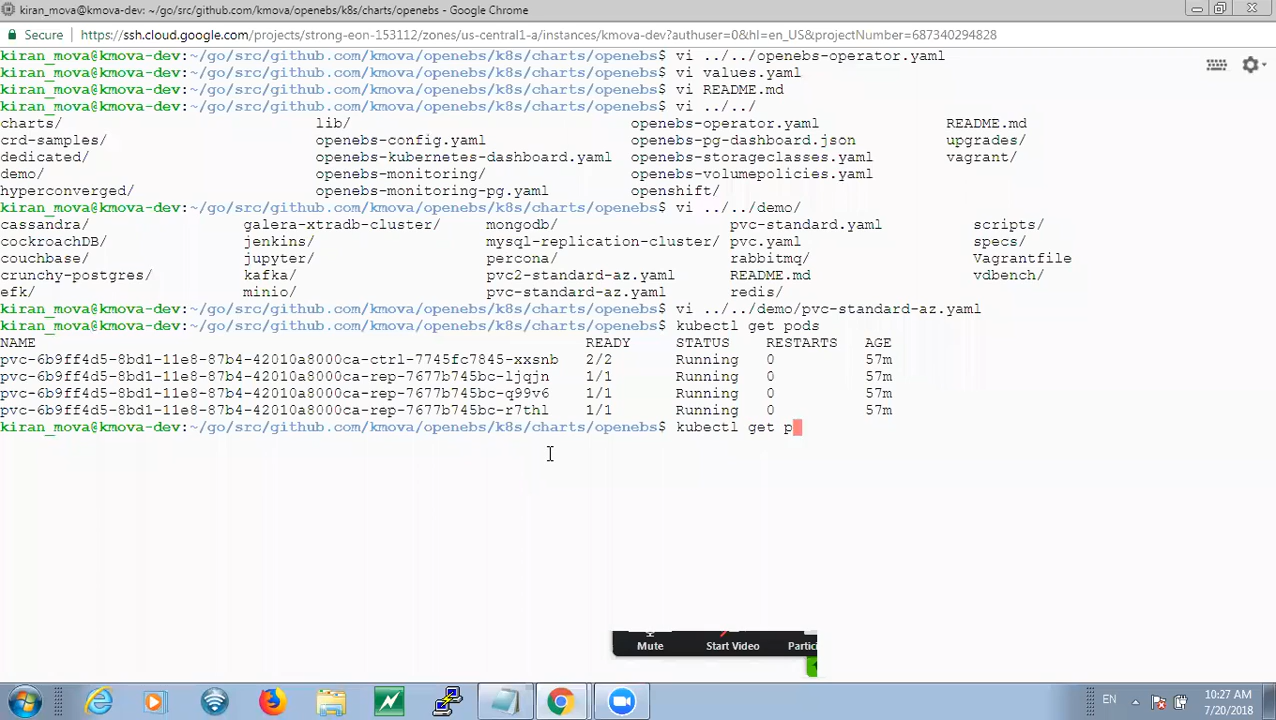 kiran_mova@kmova-dev: ~/go/src/github.com/kmova/openebs/k8s/charts/openebs - Google Chrome
Secure https://ssh.cloud.google.com/projects/strong-eon-153112/zones/us-central1-a/instances/kmova-dev?authuser=0&hl=en_US&projectNumber=687340294828
kiran_mova@kmova-dev:~/go/src/github.com/kmova/openebs/k8s/charts/openebs$ vi ../../openebs-operator.yaml
kiran_mova@kmova-dev:~/go/src/github.com/kmova/openebs/k8s/charts/openebs$ vi values.yaml
kiran_mova@kmova-dev:~/go/src/github.com/kmova/openebs/k8s/charts/openebs$ vi README.md
kiran_mova@kmova-dev:~/go/src/github.com/kmova/openebs/k8s/charts/openebs$ vi ../../
charts/ lib/ openebs-operator.yaml README.md
crd-samples/ openebs-config.yaml openebs-pg-dashboard.json upgrades/
dedicated/ openebs-kubernetes-dashboard.yaml openebs-storageclasses.yaml vagrant/
demo/ openebs-monitoring/ openebs-volumepolicies.yaml
hyperconverged/ openebs-monitoring-pg.yaml openshift/
kiran_mova@kmova-dev:~/go/src/github.com/kmova/openebs/k8s/charts/openebs$ vi ../../demo/
cassandra/ galera-xtradb-cluster/ mongodb/ pvc-standard.yaml scripts/
cockroachDB/ jenkins/ mysql-replication-cluster/ pvc.yaml specs/
couchbase/ jupyter/ percona/ rabbitmq/ Vagrantfile
crunchy-postgres/ kafka/ pvc2-standard-az.yaml README.md vdbench/
efk/ minio/ pvc-standard-az.yaml redis/
kiran_mova@kmova-dev:~/go/src/github.com/kmova/openebs/k8s/charts/openebs$ vi ../../demo/pvc-standard-az.yaml
kiran_mova@kmova-dev:~/go/src/github.com/kmova/openebs/k8s/charts/openebs$ kubectl get pods
NAME READY STATUS RESTARTS AGE
pvc-6b9ff4d5-8bd1-11e8-87b4-42010a8000ca-ctrl-7745fc7845-xxsnb 2/2 Running 0 57m
pvc-6b9ff4d5-8bd1-11e8-87b4-42010a8000ca-rep-7677b745bc-ljqjn 1/1 Running 0 57m
pvc-6b9ff4d5-8bd1-11e8-87b4-42010a8000ca-rep-7677b745bc-q99v6 1/1 Running 0 57m
pvc-6b9ff4d5-8bd1-11e8-87b4-42010a8000ca-rep-7677b745bc-r7thl 1/1 Running 0 57m
kiran_mova@kmova-dev:~/go/src/github.com/kmova/openebs/k8s/charts/openebs$ kubectl get p
Mute Start Video Partici
EN 10:27 AM
7/20/2018